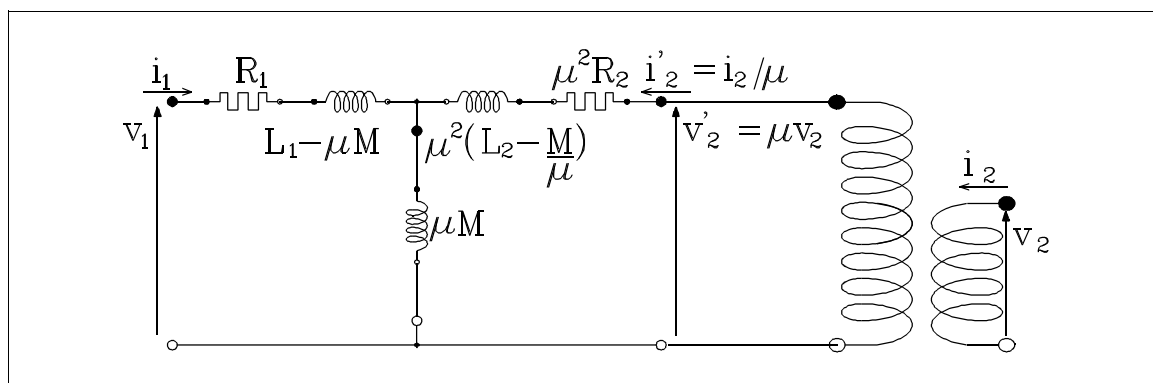 i₁
R₁
μ²R₂
i'₂ = i₂/μ
v₁
L₁-μM
μ²(L₂-M/μ)
v'₂ = μv₂
i₂
μM
v₂